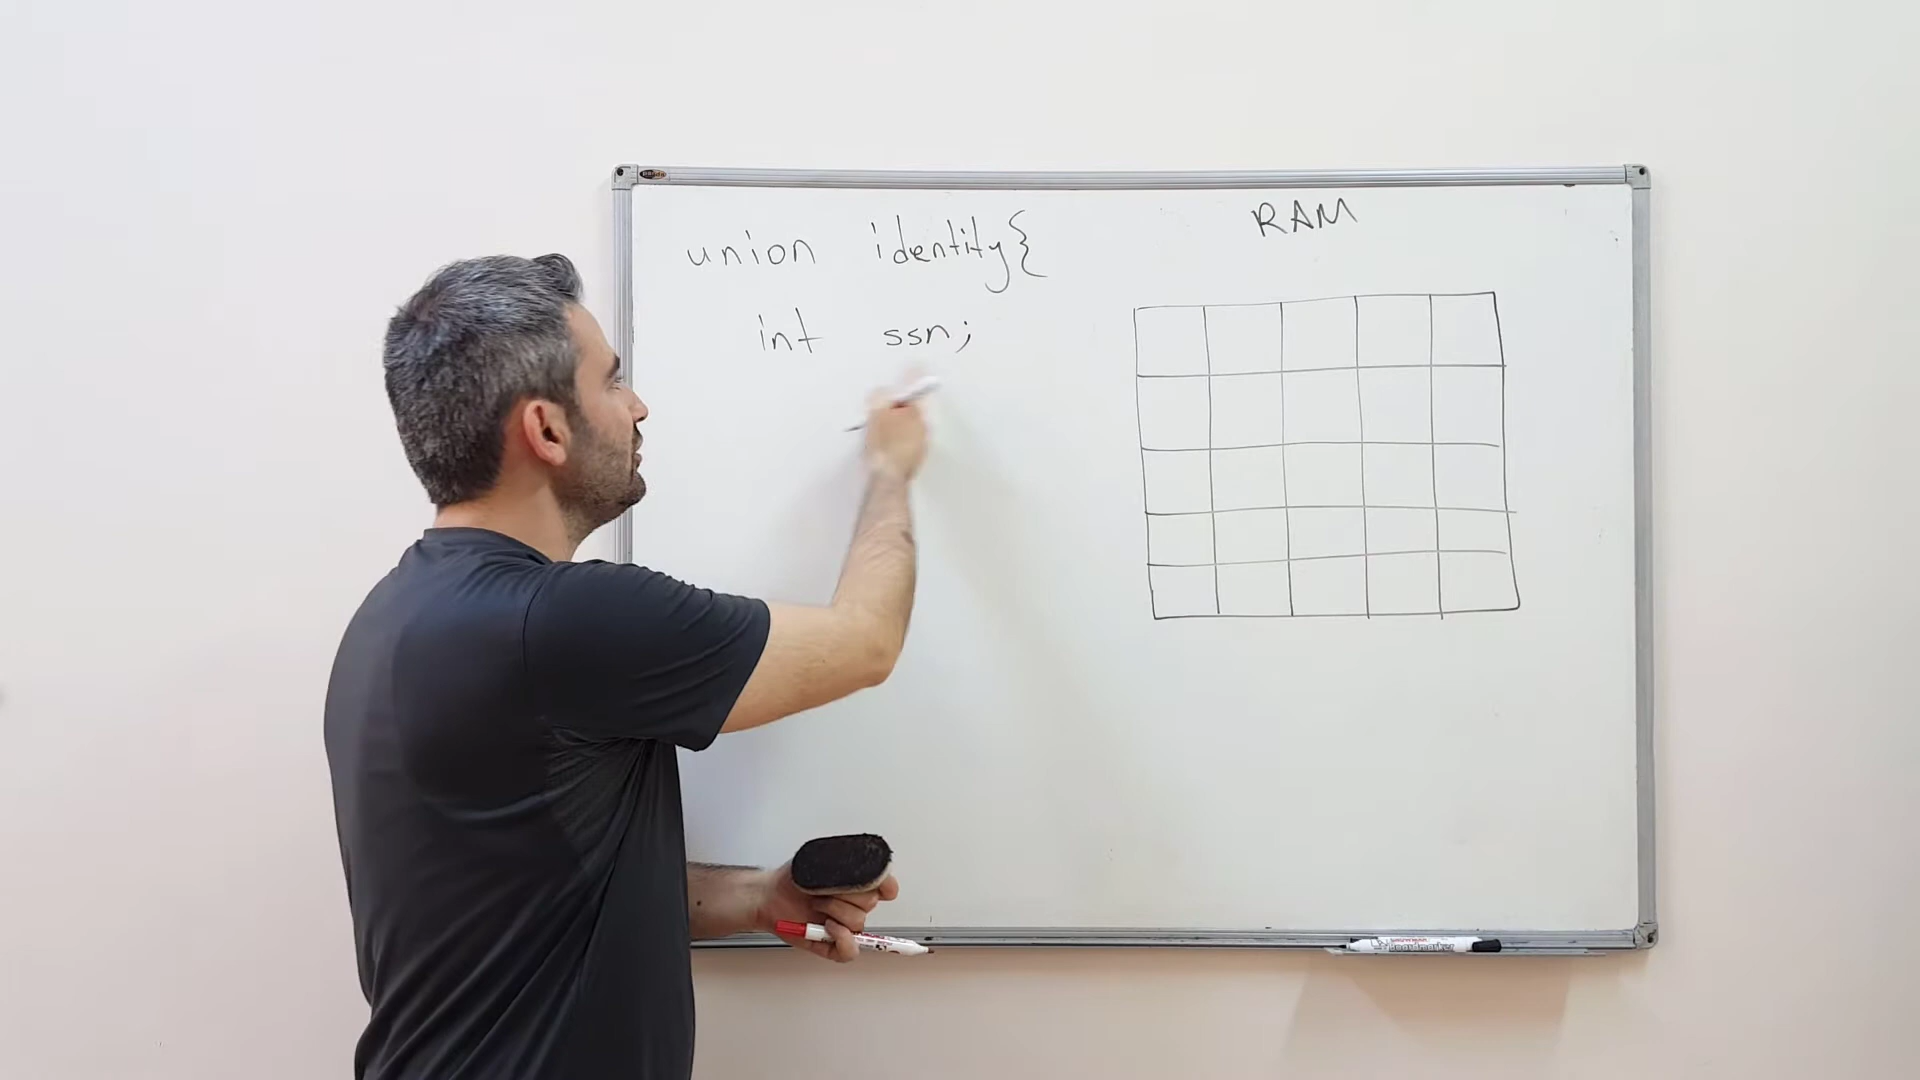 union identity{
int ssn;
RAM